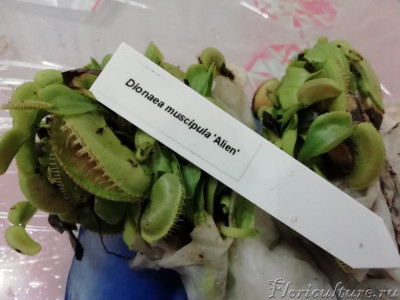 Dionaea muscipula 'Alien'
Floriculture.ru